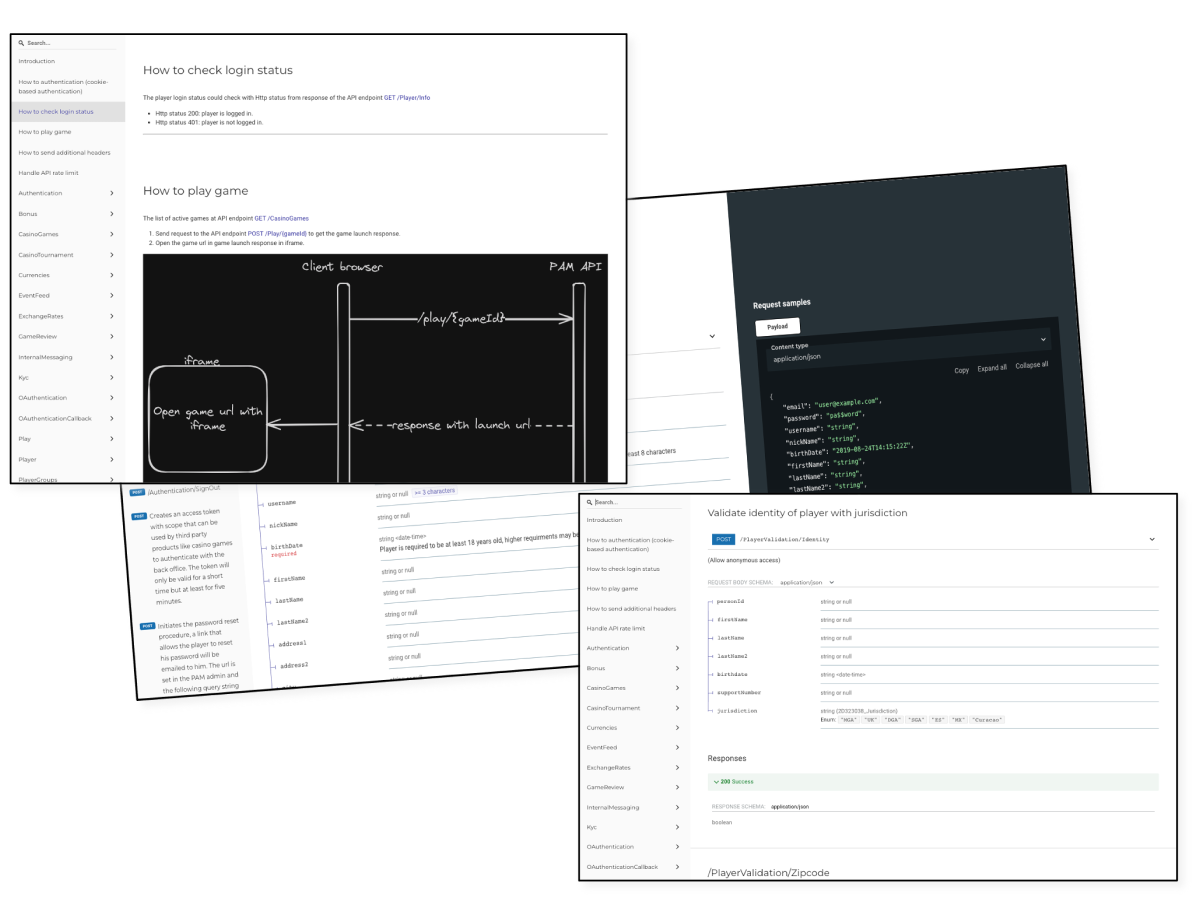 Search...
Introduction
How to authentication (cookie-
based authentication)
How to check login status
How to play game
How to send additional headers
Handle API rate limit
Authentication
Bonus
CasinoGames
CasinoTournament
Currencies
EventFeed
ExchangeRates
GameReview
InternalMessaging
Kyc
OAuthentication
OAuthenticationCallback
Play
Player
PlayerGroups
How to check login status
The player login status could check with Http status from response of the API endpoint GET /Player/Info
• Http status 200: player is logged in.
• Http status 401: player is not logged in.
How to play game
The list of active games at API endpoint GET /CasinoGames
1. Send request to the API endpoint POST /Play/{gameId} to get the game launch response.
2. Open the game url in game launch response in iframe.
Client browser
PAM API
/play/{gameId}
iframe
Open game url with
iframe
response with launch url
POST /Authentication/SignOut
POST Creates an access token
with scope that can be
used by third party
products like casino games
to authenticate with the
back office. The token will
only be valid for a short
time but at least for five
minutes.
POST Initiates the password reset
procedure, a link that
allows the player to reset
his password will be
emailed to him. The url is
set in the PAM admin and
the following query string
east 8 characters
username string or null >= 3 characters
nickName string or null
birthDate string <date-time>
required Player is required to be at least 18 years old, higher requirments may be
firstName string or null
lastName string or null
lastName2 string or null
address1 string or null
address2 string or null
Request samples
Payload
Content type
application/json
Copy Expand all Collapse all
{
"email": "user@example.com",
"password": "pa$$word",
"username": "string",
"nickName": "string",
"birthDate": "2019-08-24T14:15:22Z",
"firstName": "string",
"lastName": "string",
"lastName2": "string",
Search...
Introduction
How to authentication (cookie-
based authentication)
How to check login status
How to play game
How to send additional headers
Handle API rate limit
Authentication
Bonus
CasinoGames
CasinoTournament
Currencies
EventFeed
ExchangeRates
GameReview
InternalMessaging
Kyc
OAuthentication
OAuthenticationCallback
Validate identity of player with jurisdiction
POST /PlayerValidation/Identity
(Allow anonymous access)
REQUEST BODY SCHEMA: application/json
personId string or null
firstName string or null
lastName string or null
lastName2 string or null
birthdate string <date-time>
supportNumber string or null
jurisdiction string (ZD323038_Jurisdiction)
Enum: "MGA" "UK" "DGA" "SGA" "ES" "NR" "Curacao"
Responses
200 Success
RESPONSE SCHEMA: application/json
boolean
/PlayerValidation/Zipcode